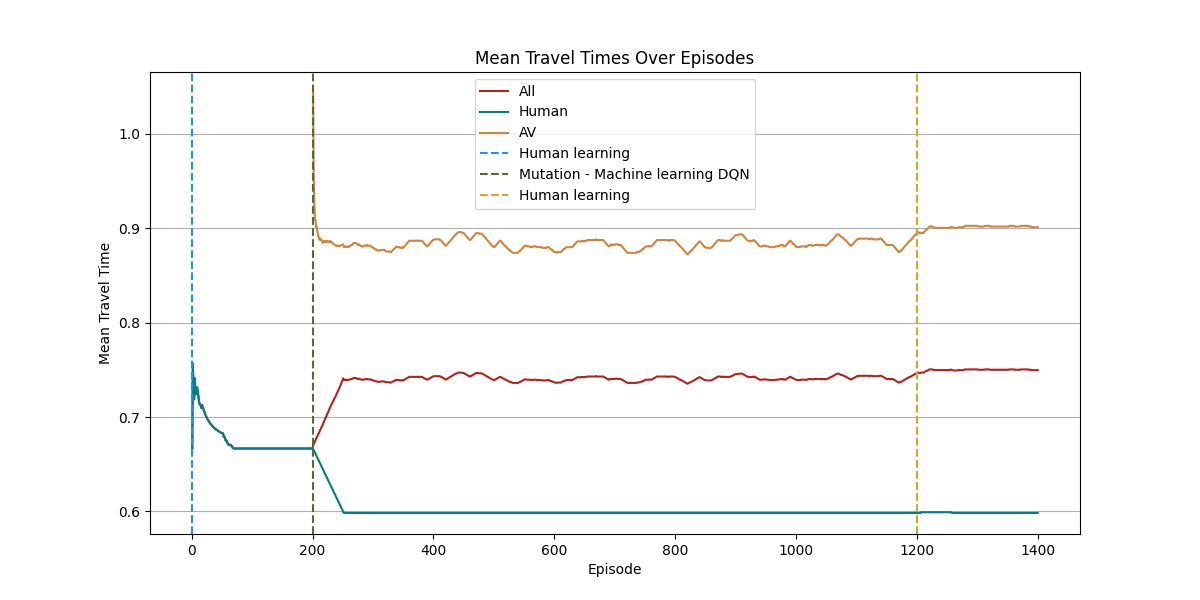 Mean Travel Times Over Episodes
All
Human
AV
Human learning
Mutation - Machine learning DQN
Human learning
Mean Travel Time
1.0
0.9
0.8
0.7
0.6
0 200 400 600 800 1000 1200 1400
Episode